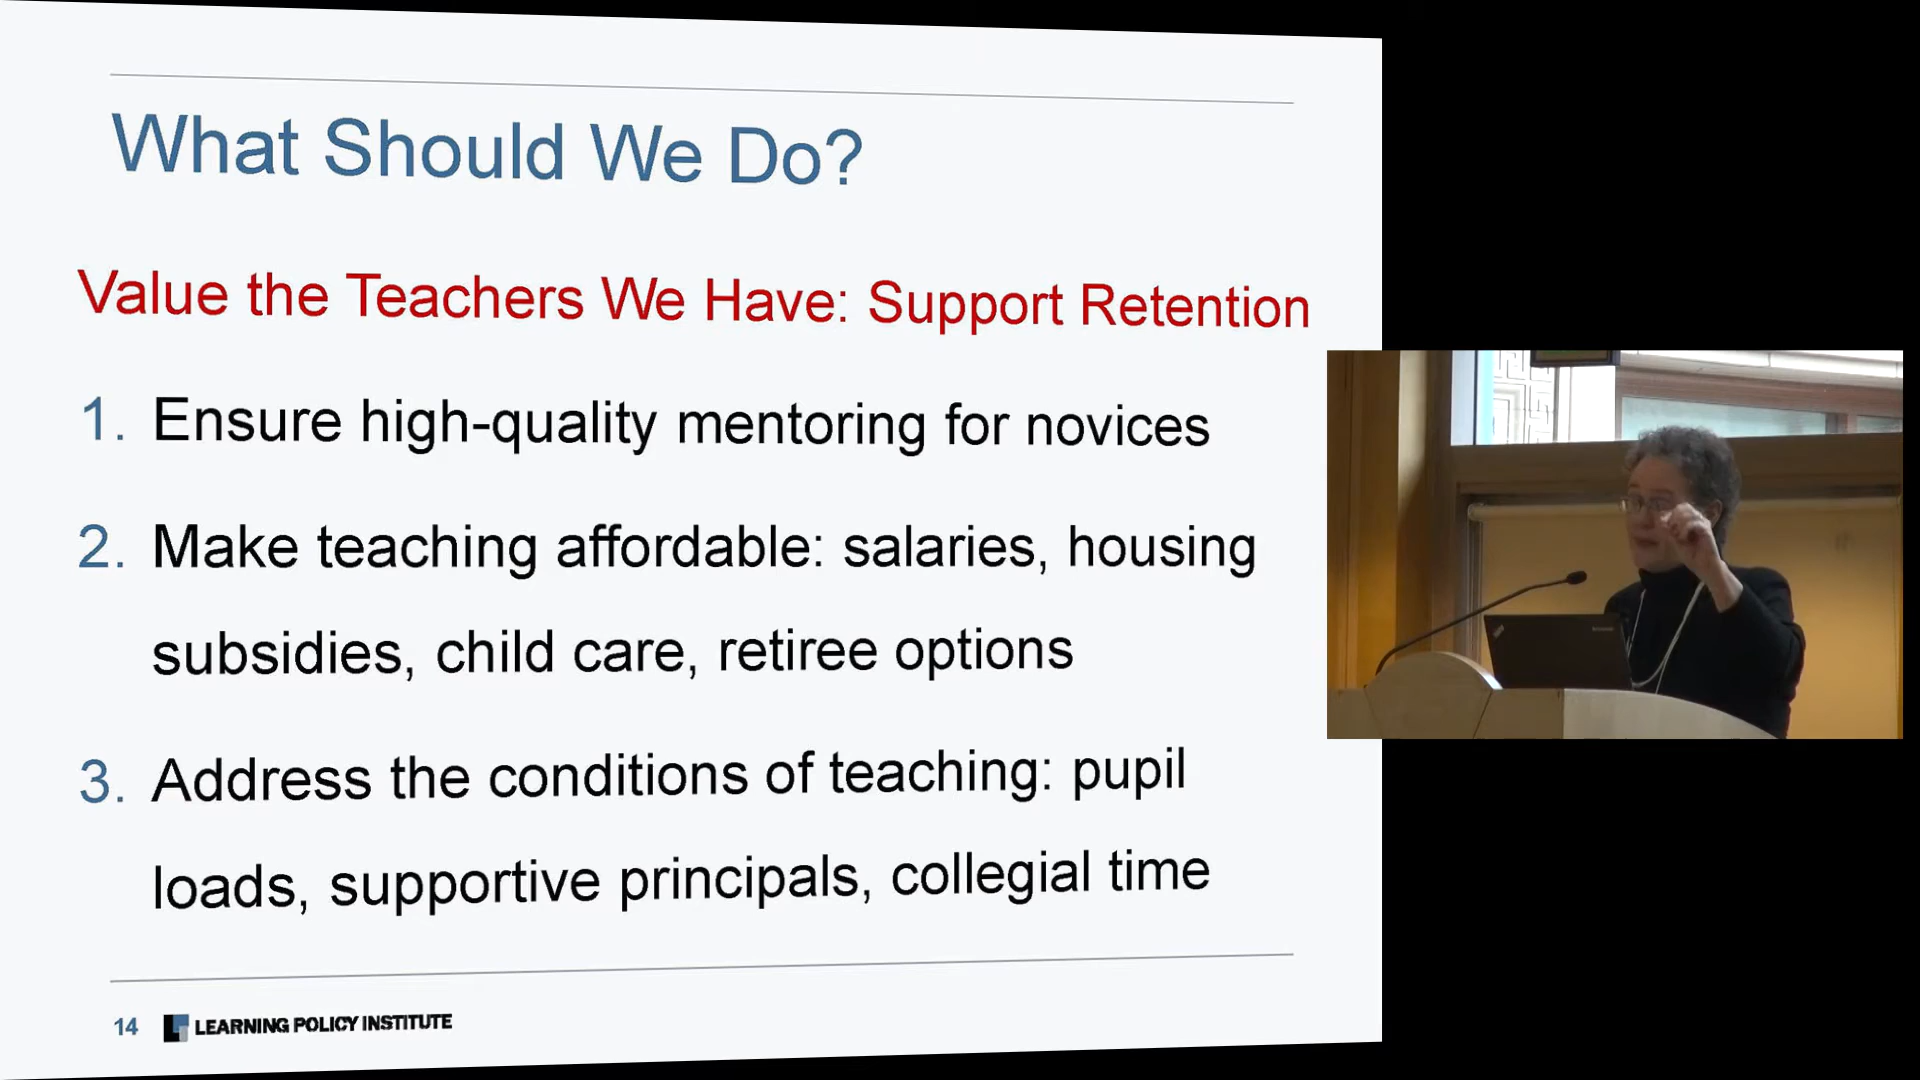 What Should We Do?
Value the Teachers We Have: Support Retention
1. Ensure high-quality mentoring for novices
2. Make teaching affordable: salaries, housing
subsidies, child care, retiree options
3. Address the conditions of teaching: pupil
loads, supportive principals, collegial time
14 LEARNING POLICY INSTITUTE